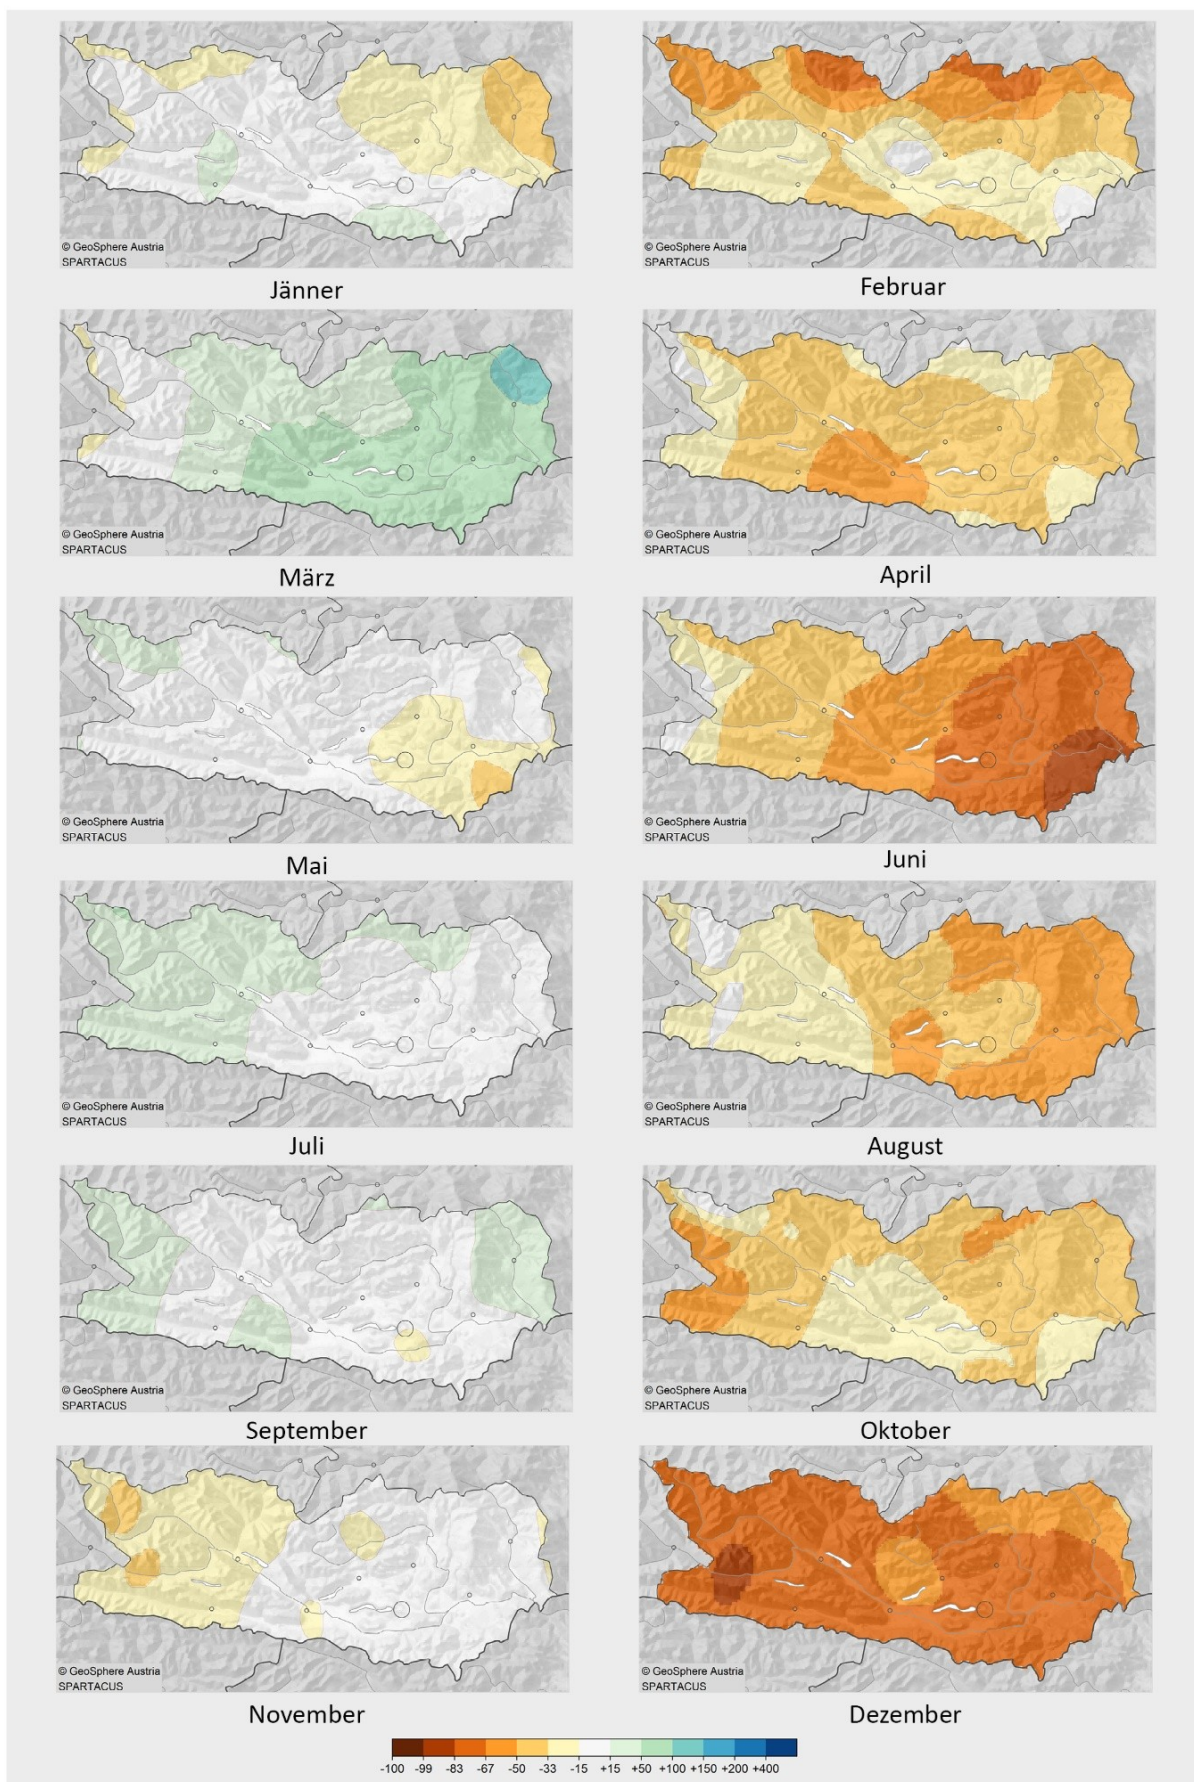 © GeoSphere Austria
SPARTACUS
Jänner
© GeoSphere Austria
SPARTACUS
Februar
© GeoSphere Austria
SPARTACUS
März
© GeoSphere Austria
SPARTACUS
April
© GeoSphere Austria
SPARTACUS
Mai
© GeoSphere Austria
SPARTACUS
Juni
© GeoSphere Austria
SPARTACUS
Juli
© GeoSphere Austria
SPARTACUS
August
© GeoSphere Austria
SPARTACUS
September
© GeoSphere Austria
SPARTACUS
Oktober
© GeoSphere Austria
SPARTACUS
November
© GeoSphere Austria
SPARTACUS
Dezember
-100 -99 -83 -67 -50 -33 -15 +15 +50 +100 +150 +200 +400